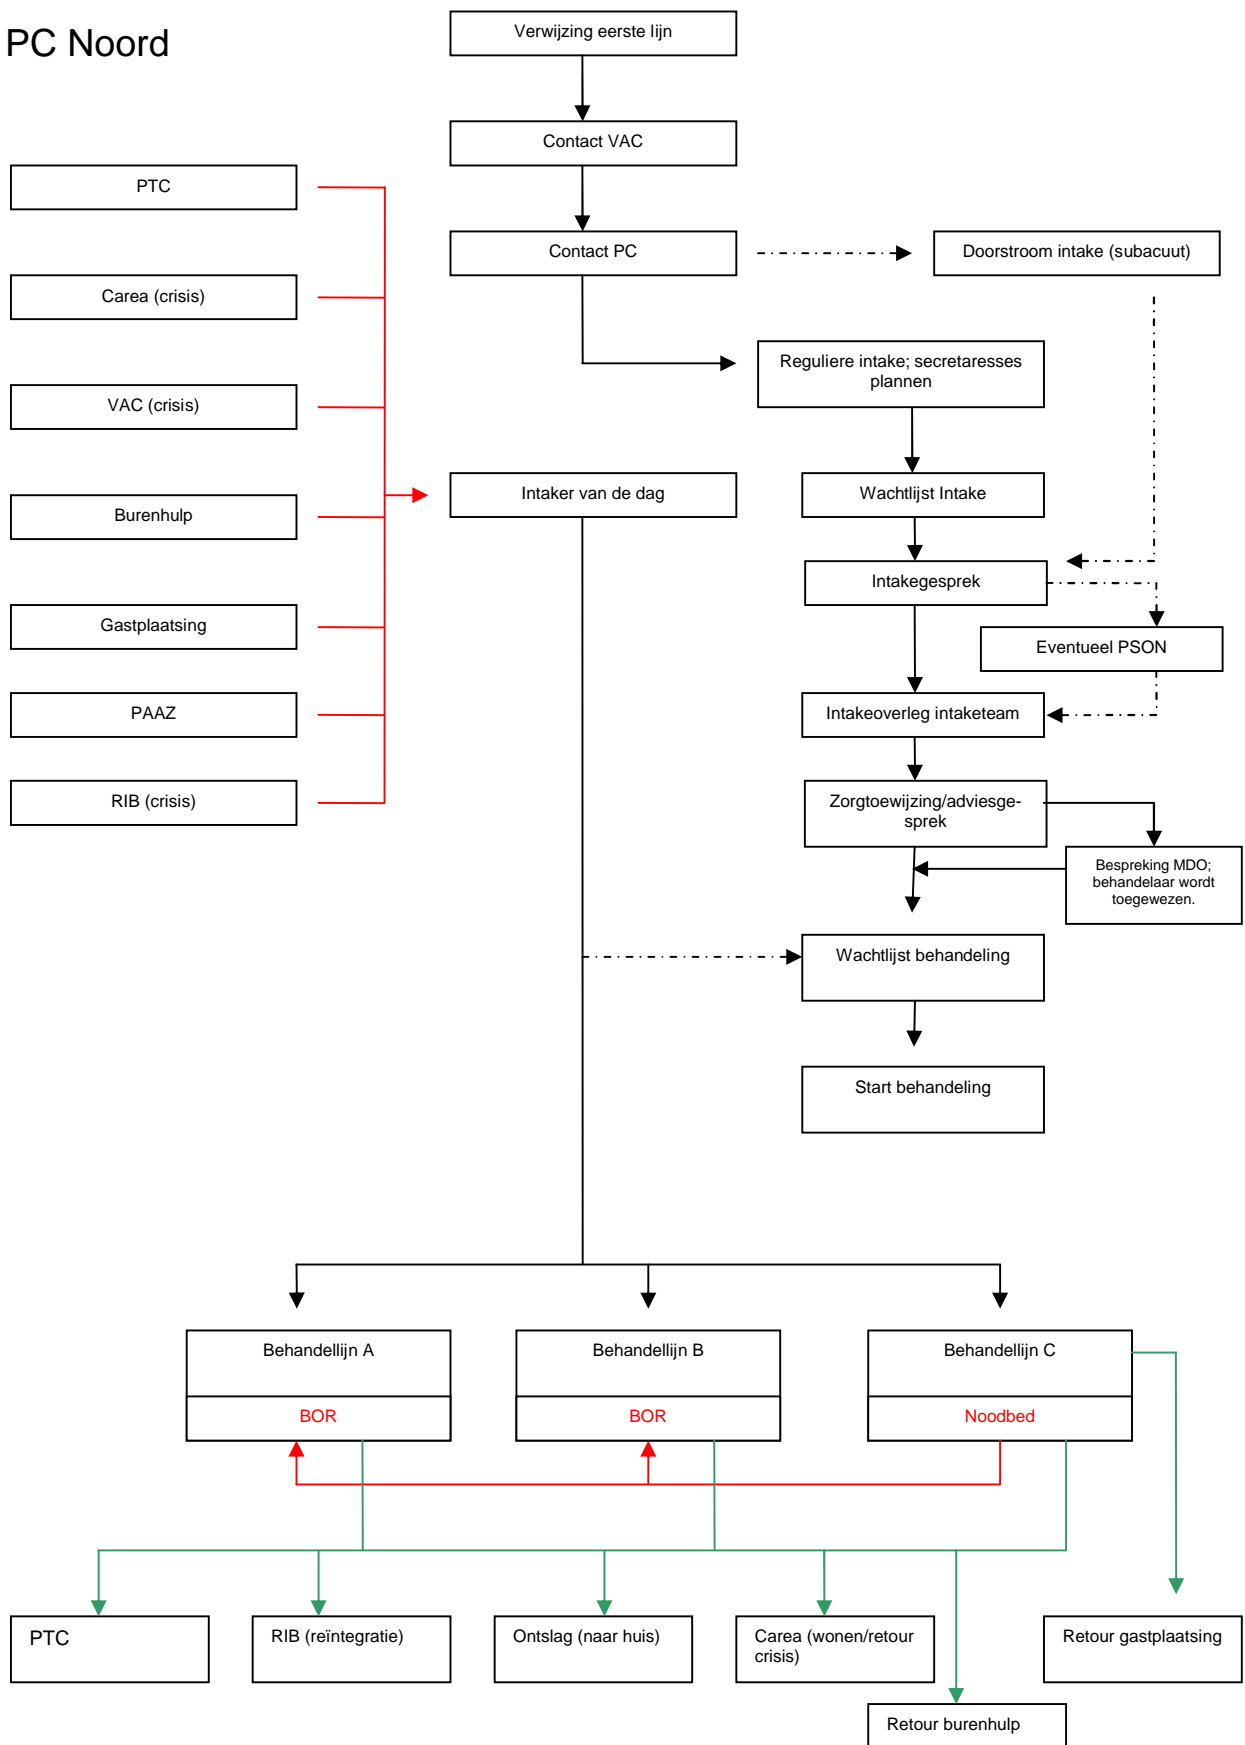 PC Noord
Verwijzing eerste lijn
Contact VAC
PTC
Contact PC
Doorstroom intake (subacuut)
Carea (crisis)
Reguliere intake; secretaresses
plannen
VAC (crisis)
Intaker van de dag
Wachtlijst Intake
Burenhulp
Intakegesprek
Gastplaatsing
Eventueel PSON
PAAZ
Intakeoverleg intaketeam
RIB (crisis)
Zorgtoewijzing/adviesge-
sprek
Bespreking MDO;
behandelaar wordt
toegewezen.
Wachtlijst behandeling
Start behandeling
Behandellijn A
Behandellijn B
Behandellijn C
BOR
BOR
Noodbed
PTC
RIB (reïntegratie)
Ontslag (naar huis)
Carea (wonen/retour
crisis)
Retour gastplaatsing
Retour burenhulp